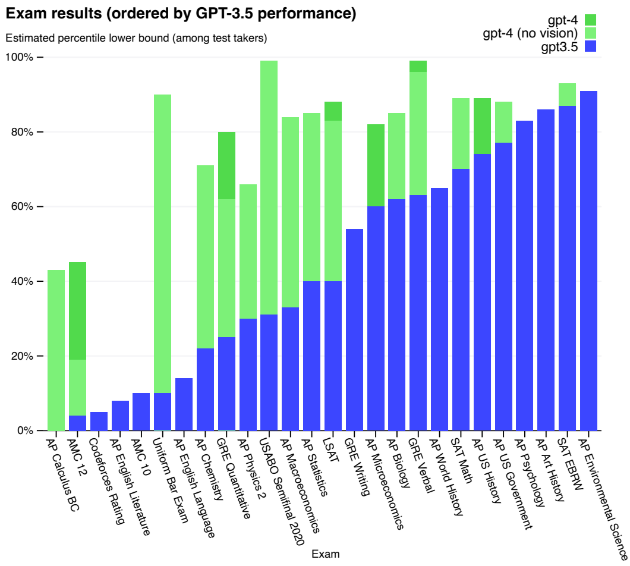 Exam results (ordered by GPT-3.5 performance)
Estimated percentile lower bound (among test takers)
gpt-4
gpt-4 (no vision)
gpt3.5
100%
80%
60%
40%
20%
0%
AP Calculus BC
AMC 12
Codeforces Rating
AP English Literature
AMC 10
Uniform Bar Exam
AP English Language
AP Chemistry
GRE Quantitative
AP Physics 2
USABO Semifinal 2020
AP Macroeconomics
AP Statistics
LSAT
GRE Writing
AP Microeconomics
AP Biology
GRE Verbal
AP World History
SAT Math
AP US History
AP US Government
AP Psychology
AP Art History
SAT EBRW
AP Environmental Science
Exam